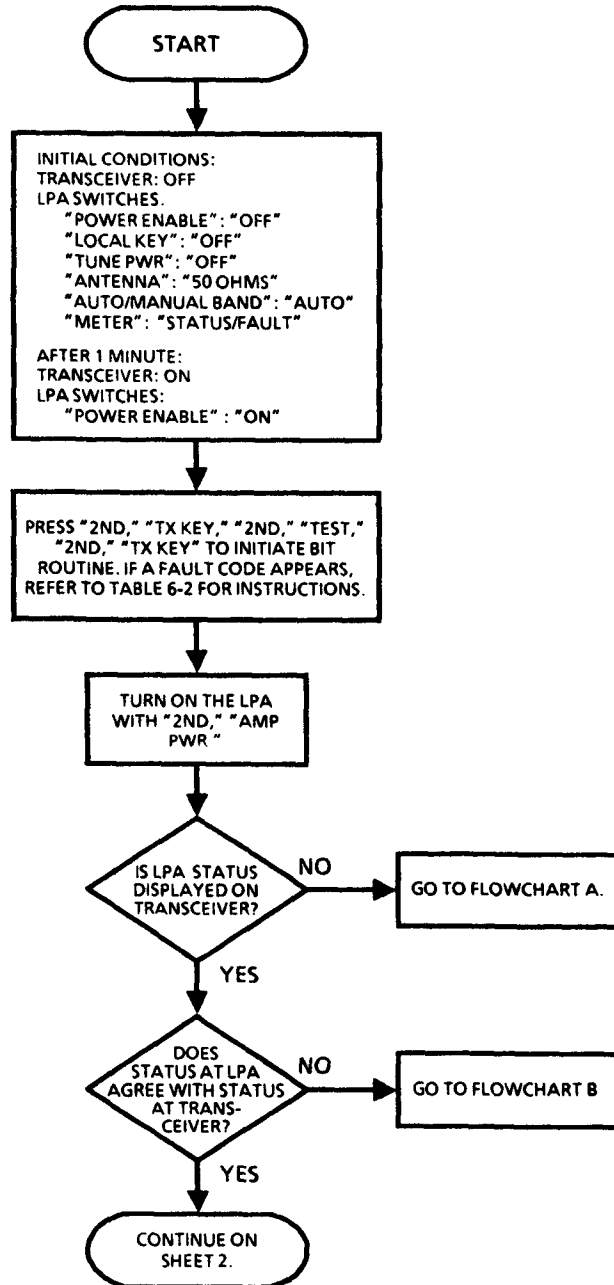 START
INITIAL CONDITIONS:
TRANSCEIVER: OFF
LPA SWITCHES.
"POWER ENABLE": "OFF"
"LOCAL KEY": "OFF"
"TUNE PWR": "OFF"
"ANTENNA": "50 OHMS"
"AUTO/MANUAL BAND": "AUTO"
"METER": "STATUS/FAULT"
AFTER 1 MINUTE:
TRANSCEIVER: ON
LPA SWITCHES:
"POWER ENABLE" : "ON"
PRESS "2ND," "TX KEY," "2ND," "TEST,"
"2ND," "TX KEY" TO INITIATE BIT
ROUTINE. IF A FAULT CODE APPEARS,
REFER TO TABLE 6-2 FOR INSTRUCTIONS.
TURN ON THE LPA
WITH "2ND," "AMP
PWR "
IS LPA STATUS
DISPLAYED ON
TRANSCEIVER?
NO
GO TO FLOWCHART A.
YES
DOES
STATUS AT LPA
AGREE WITH STATUS
AT TRANS-
CEIVER?
NO
GO TO FLOWCHART B
YES
CONTINUE ON
SHEET 2.